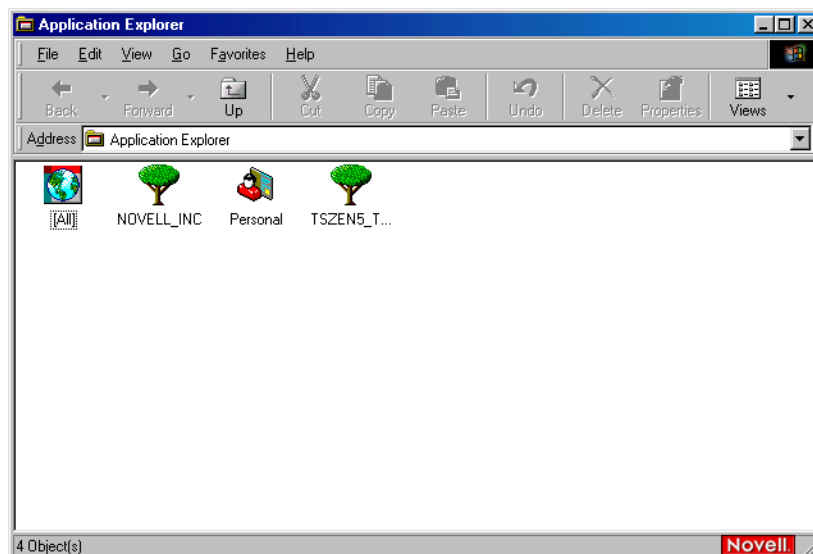 Application Explorer
File Edit View Go Favorites Help
Back Forward Up Cut Copy Paste Undo Delete Properties Views
Address Application Explorer
[All] NOVELL_INC Personal TSZEN5_T...
4 Object(s) Novell.